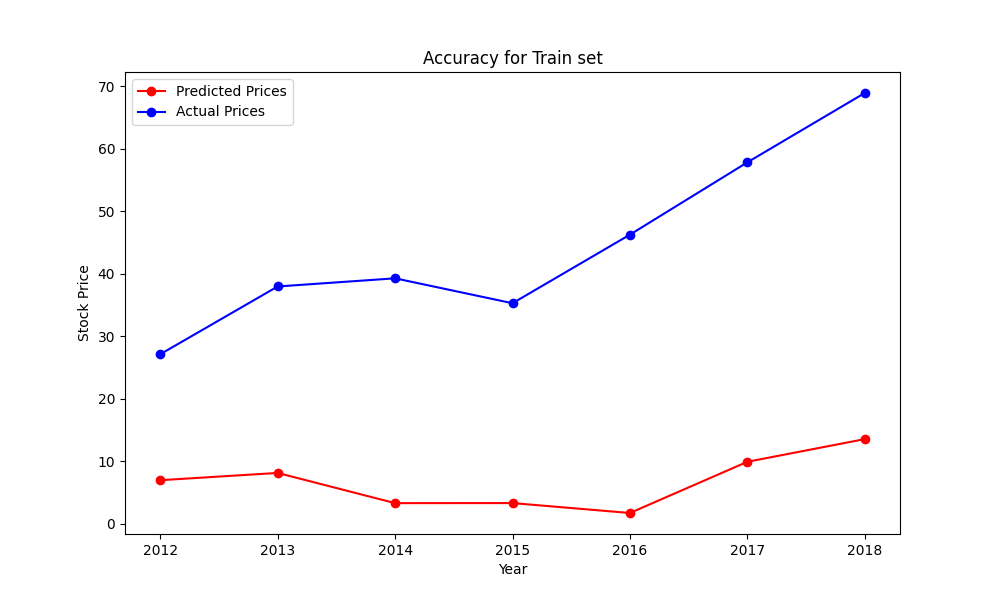 Accuracy for Train set
Predicted Prices
Actual Prices
70
60
50
40
30
20
10
0
Stock Price
2012 2013 2014 2015 2016 2017 2018
Year